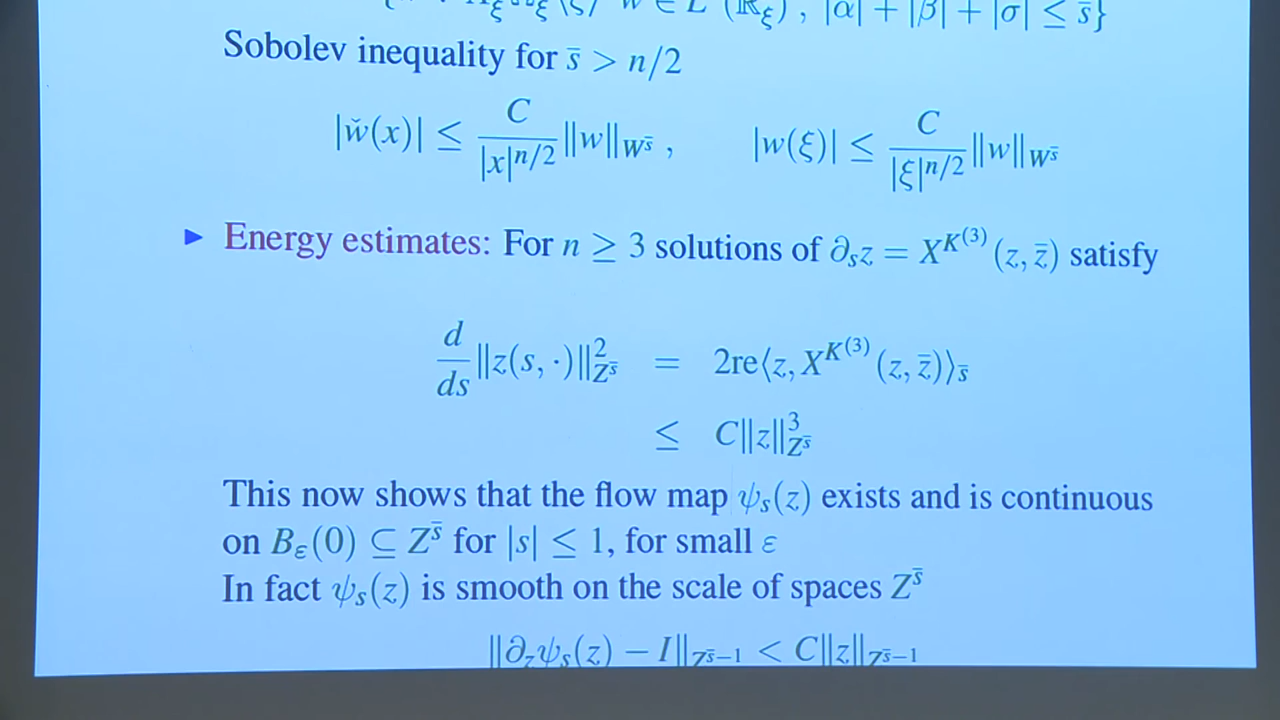 |α| + |β| + |σ| ≤ s̄}
Sobolev inequality for s̄ > n/2
|w̌(x)| ≤ C/|x|^{n/2} ‖w‖_{W^{s̄}} , |w(ξ)| ≤ C/|ξ|^{n/2} ‖w‖_{W^{s̄}}
▶ Energy estimates: For n ≥ 3 solutions of ∂_s z = X^{K^{(3)}}(z, z̄) satisfy
d/ds ‖z(s, ·)‖²_{Z^{s̄}} = 2re⟨z, X^{K^{(3)}}(z, z̄)⟩_{s̄}
≤ C‖z‖³_{Z^{s̄}}
This now shows that the flow map ψ_s(z) exists and is continuous
on B_ε(0) ⊆ Z^{s̄} for |s| ≤ 1, for small ε
In fact ψ_s(z) is smooth on the scale of spaces Z^{s̄}
‖∂_z ψ_s(z) − I‖_{Z^{s̄−1}} < C‖z‖_{Z^{s̄−1}}